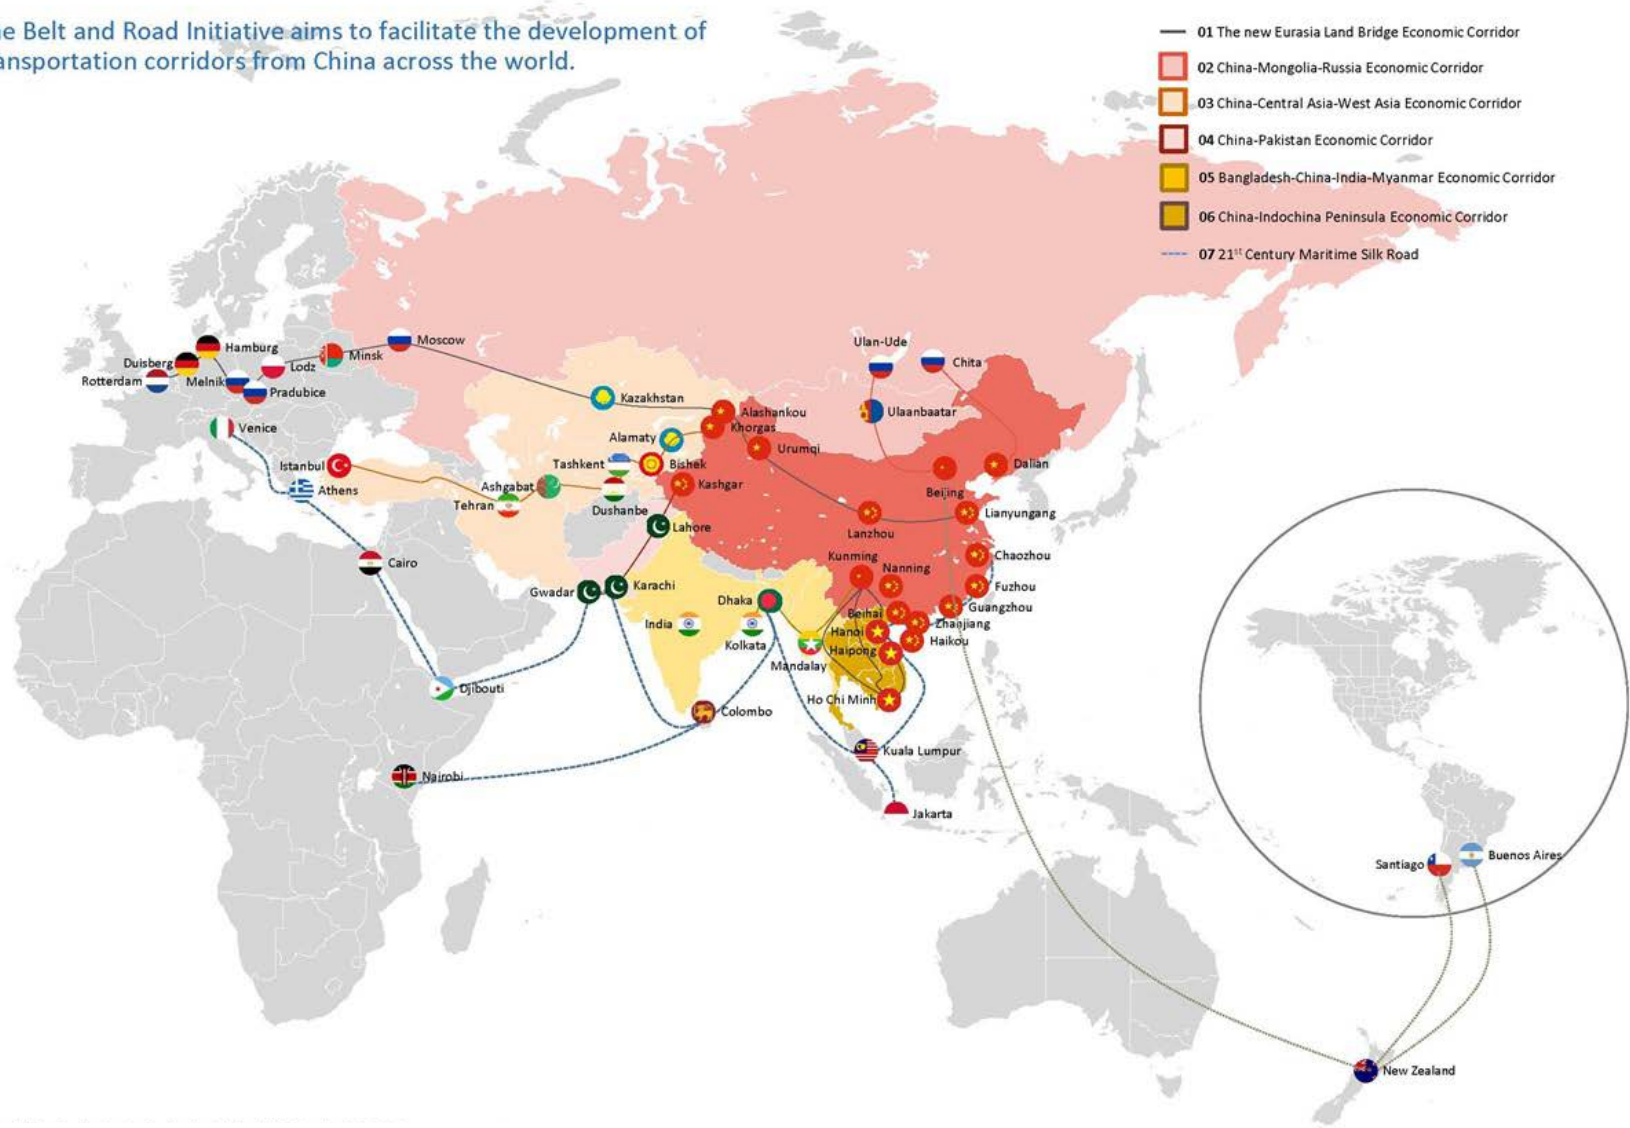 e Belt and Road Initiative aims to facilitate the development of
ansportation corridors from China across the world.
01 The new Eurasia Land Bridge Economic Corridor
02 China-Mongolia-Russia Economic Corridor
03 China-Central Asia-West Asia Economic Corridor
04 China-Pakistan Economic Corridor
05 Bangladesh-China-India-Myanmar Economic Corridor
06 China-Indochina Peninsula Economic Corridor
07 21st Century Maritime Silk Road
Moscow
Hamburg
Minsk
Duisberg
Lodz
Rotterdam
Melnik
Pradubice
Venice
Istanbul
Athens
Cairo
Djibouti
Nairobi
Ulan-Ude
Chita
Kazakhstan
Alashankou
Ulaanbaatar
Khorgas
Alamaty
Urumqi
Tashkent
Bishek
Dalian
Ashgabat
Kashgar
Beijing
Tehran
Dushanbe
Lianyungang
Lahore
Lanzhou
Chaozhou
Kunming
Nanning
Gwadar
Karachi
Fuzhou
Dhaka
Guangzhou
Beihai
India
Zhanjiang
Hanoi
Kolkata
Haikou
Haipong
Mandalay
Ho Chi Minh
Colombo
Kuala Lumpur
Jakarta
Santiago
Buenos Aires
New Zealand